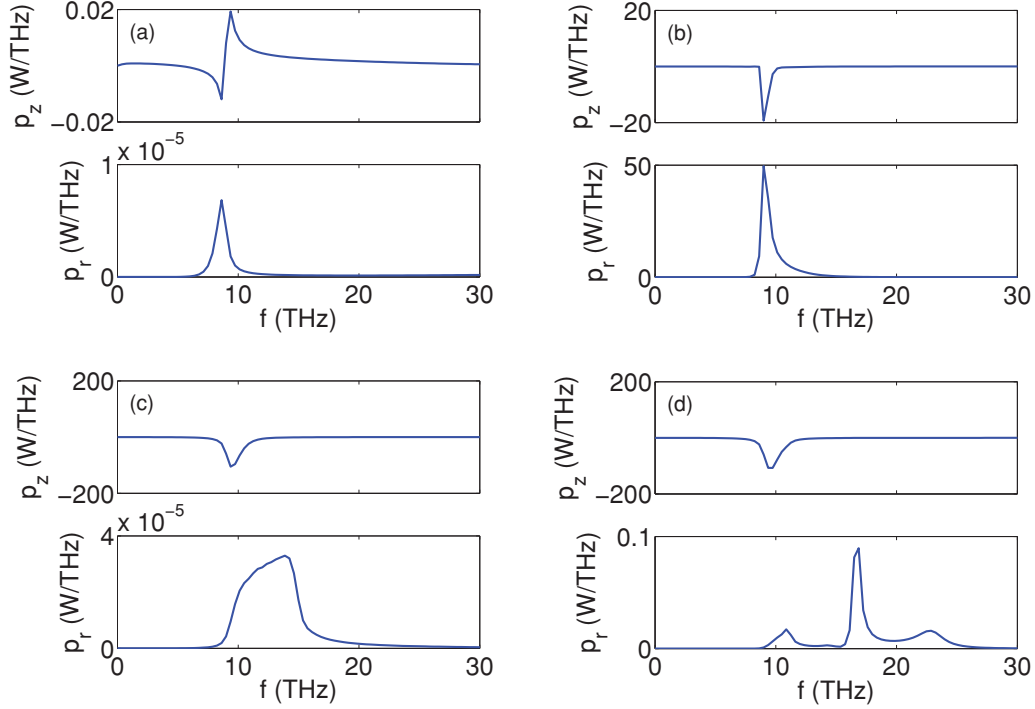 0.02
(a)
p_z (W/THz)
−0.02
x 10^−5
1
p_r (W/THz)
0
0 10 20 30
f (THz)
20
(b)
p_z (W/THz)
−20
50
p_r (W/THz)
0
0 10 20 30
f (THz)
200
(c)
p_z (W/THz)
−200
x 10^−5
4
p_r (W/THz)
0
0 10 20 30
f (THz)
200
(d)
p_z (W/THz)
−200
0.1
p_r (W/THz)
0
0 10 20 30
f (THz)